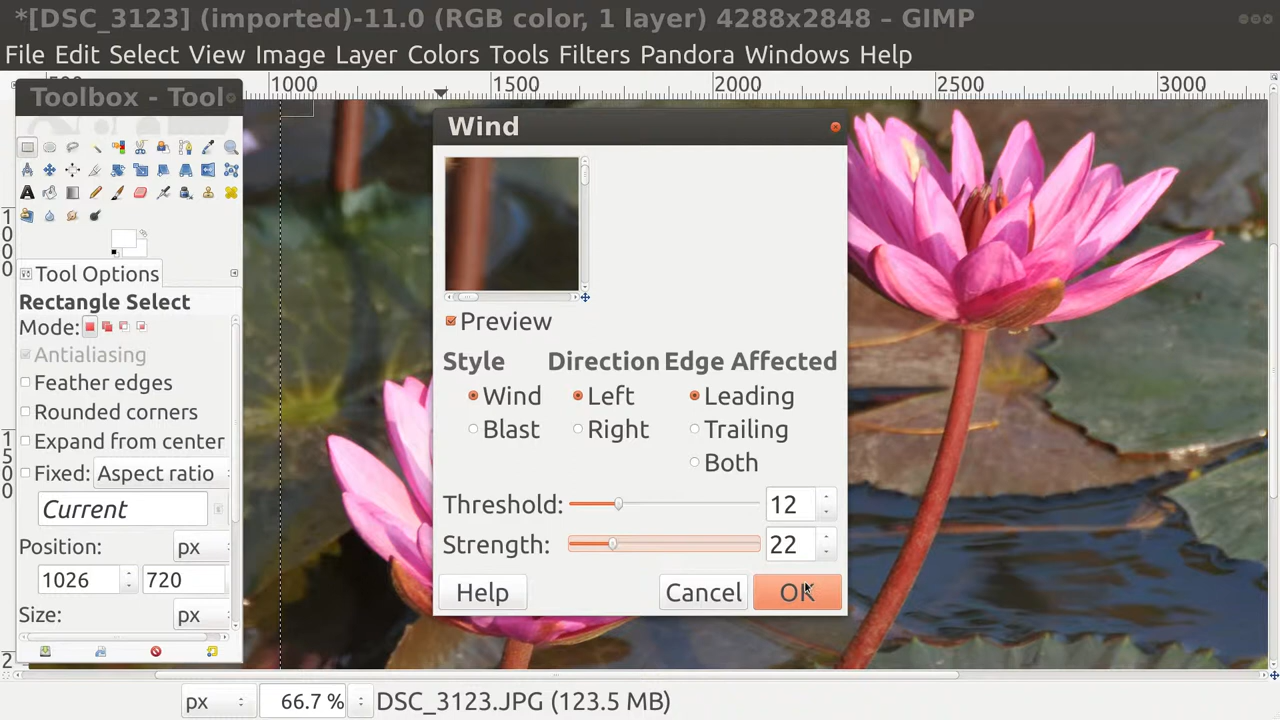 *[DSC_3123] (imported)-11.0 (RGB color, 1 layer) 4288x2848 – GIMP
File Edit Select View Image Layer Colors Tools Filters Pandora Windows Help
1000 1500 2000 2500 3000
Toolbox - Tool
Wind
Tool Options
Rectangle Select
Mode:
Antialiasing
Feather edges
Rounded corners
Expand from center
Fixed: Aspect ratio
Current
Position: px
1026 720
Size: px
Preview
Style Direction Edge Affected
Wind Left Leading
Blast Right Trailing
Both
Threshold: 12
Strength: 22
Help Cancel OK
px 66.7 % DSC_3123.JPG (123.5 MB)